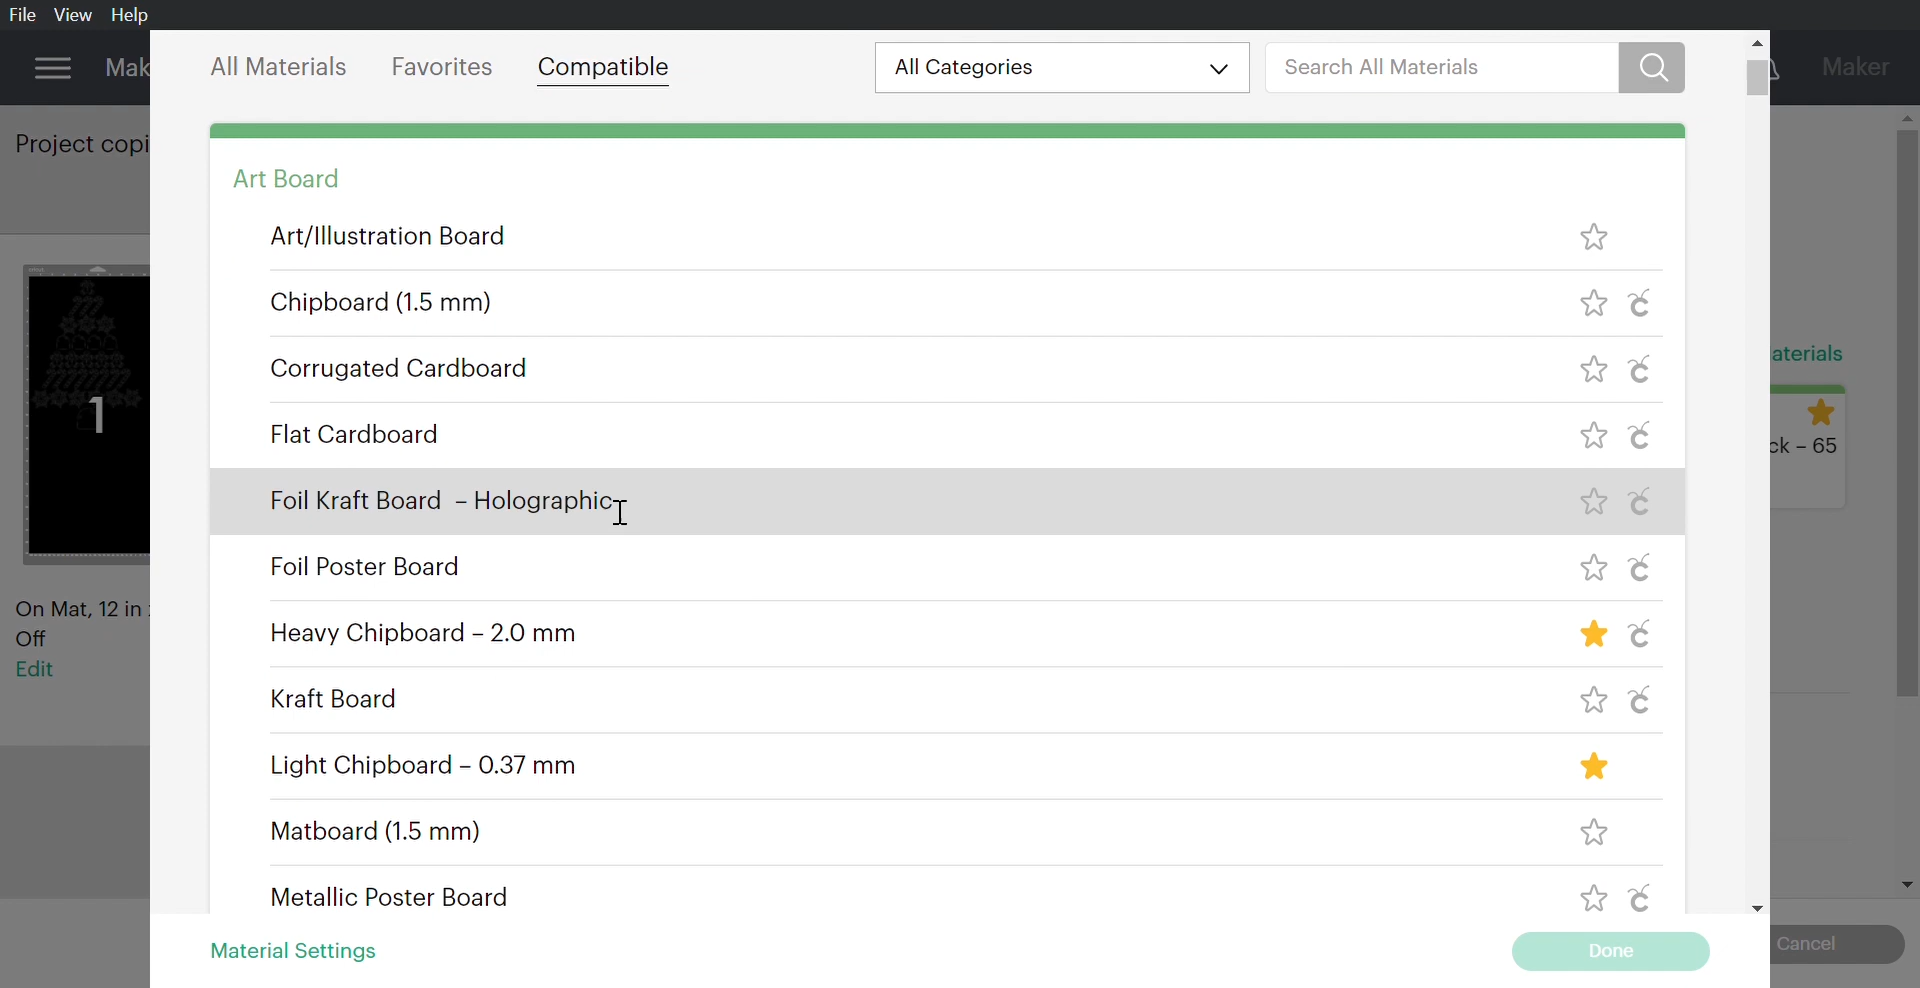 File View Help
Mak
Maker
All Materials Favorites Compatible
All Categories
Search All Materials
Project copi
Art Board
Art/Illustration Board
Chipboard (1.5 mm)
Corrugated Cardboard
Flat Cardboard
Foil Kraft Board – Holographic
Foil Poster Board
Heavy Chipboard – 2.0 mm
Kraft Board
Light Chipboard – 0.37 mm
Matboard (1.5 mm)
Metallic Poster Board
1
On Mat, 12 in
Off
Edit
aterials
ck – 65
Material Settings
Done
Cancel